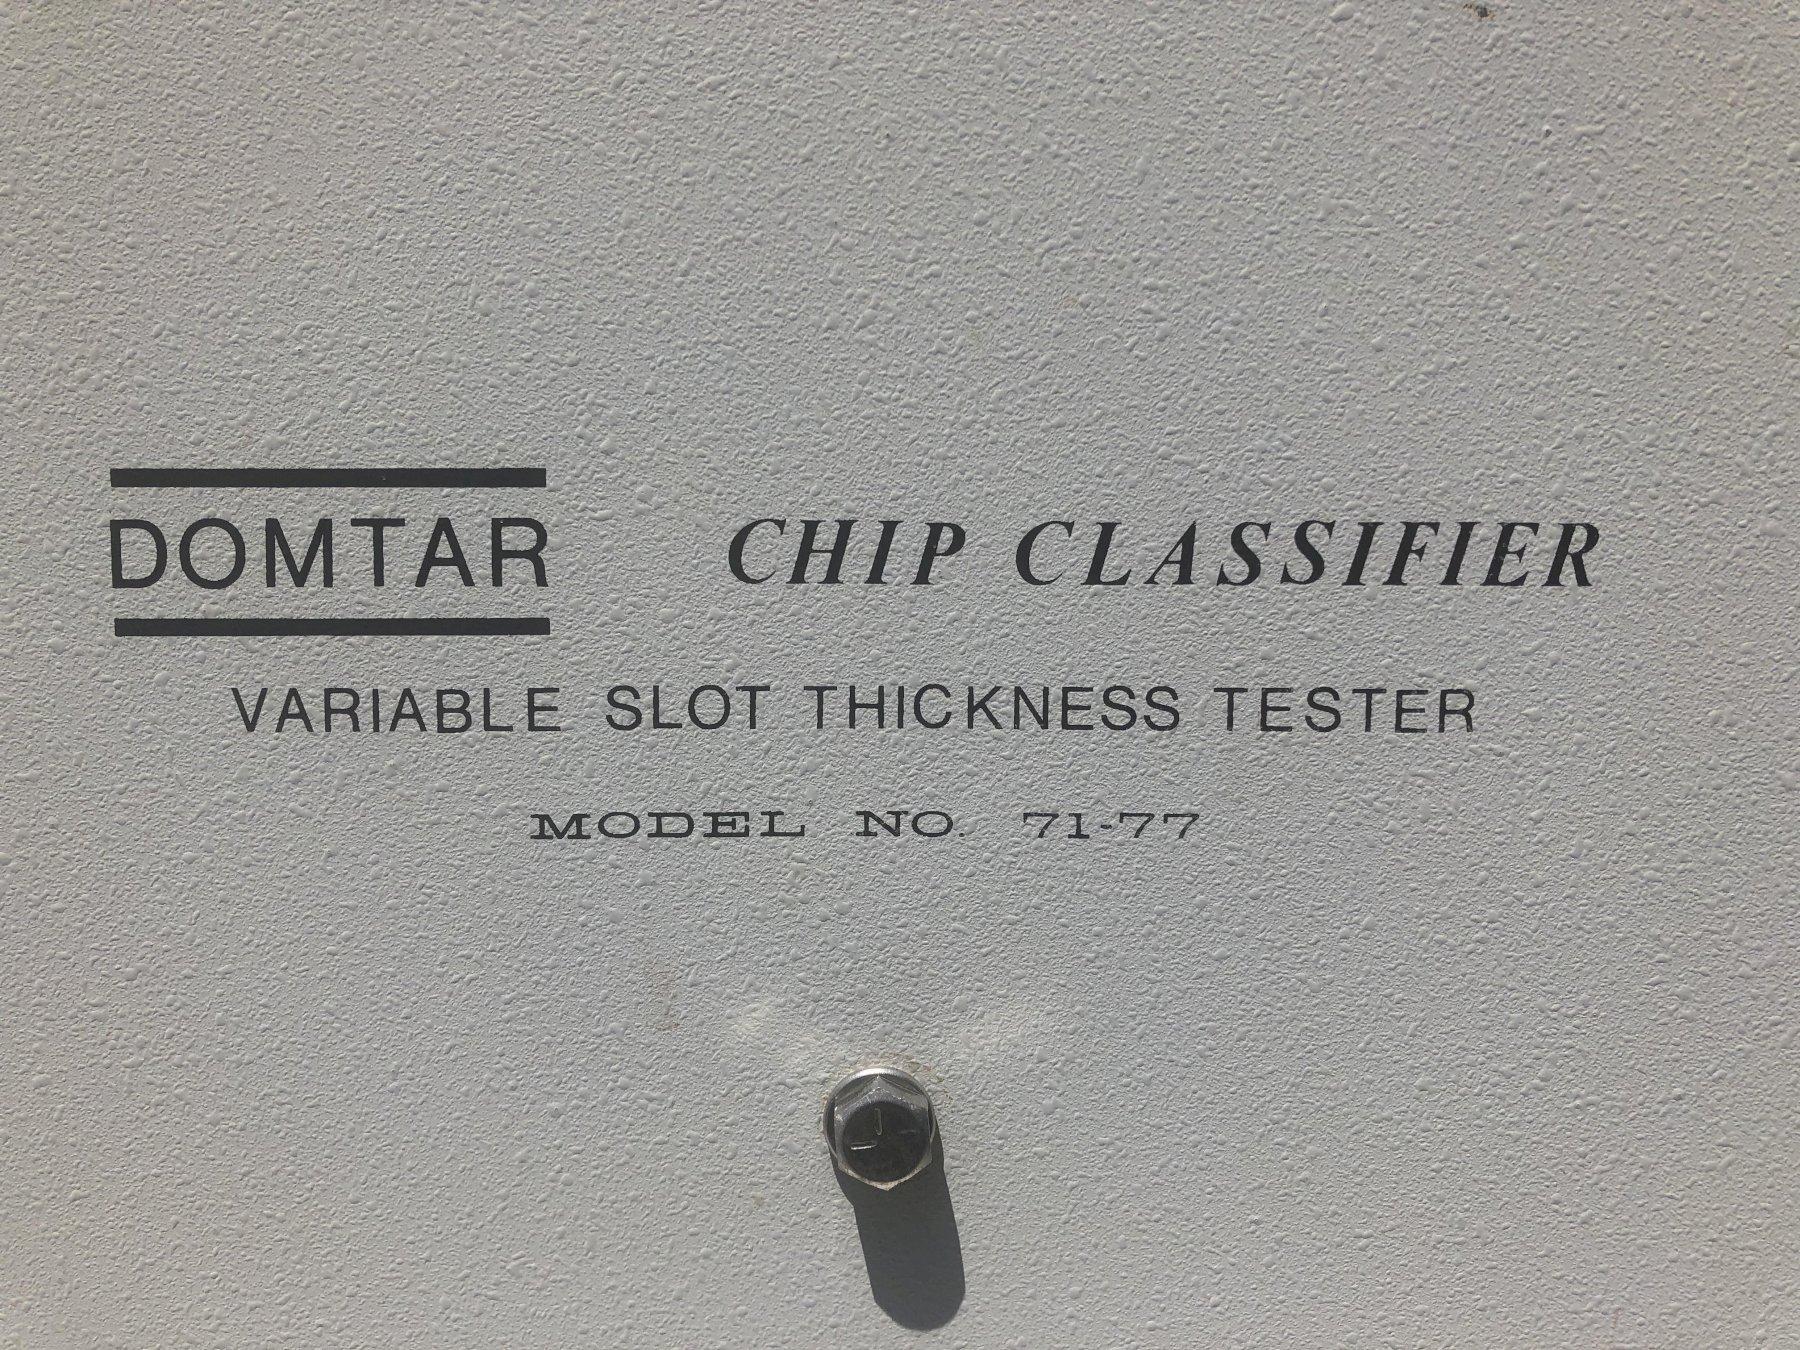 DOMTAR CHIP CLASSIFIER
VARIABLE SLOT THICKNESS TESTER
MODEL NO. 71-77